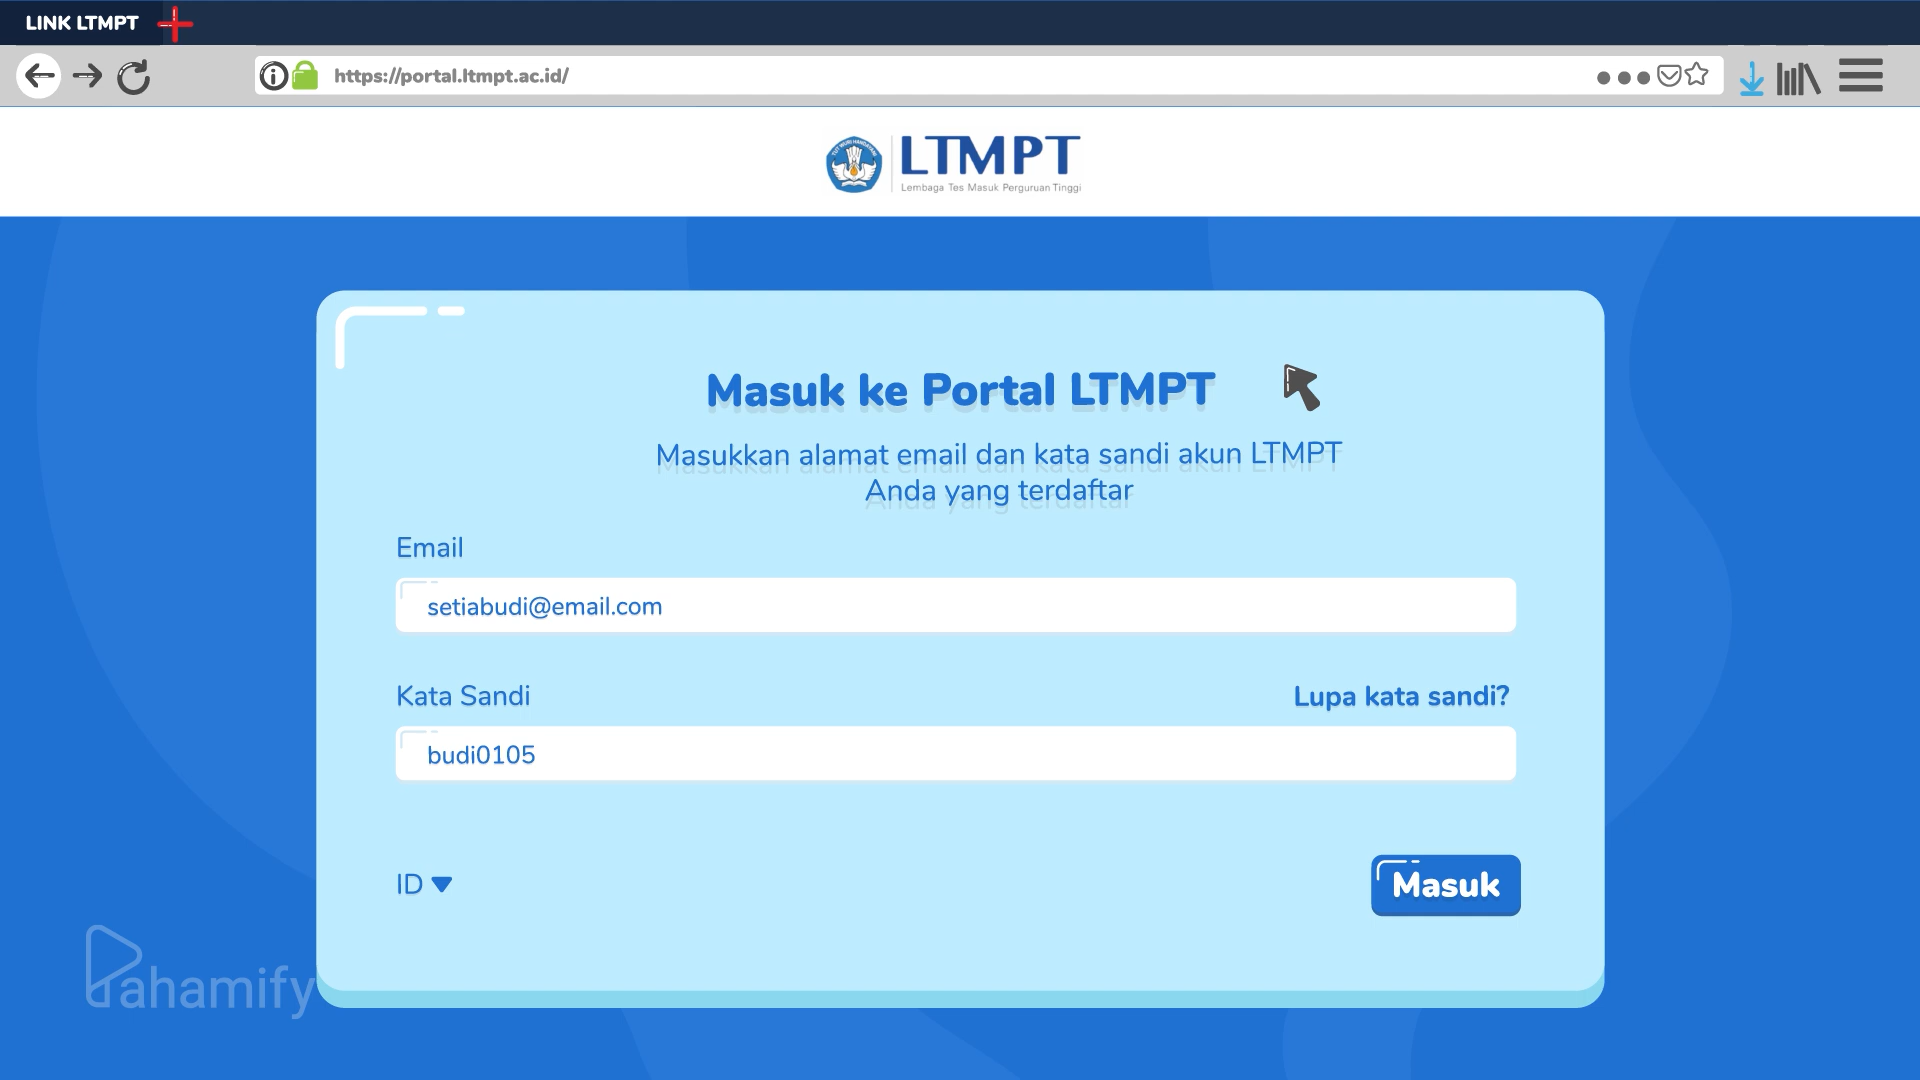 LINK LTMPT
https://portal.ltmpt.ac.id/
LTMPT
Lembaga Tes Masuk Perguruan Tinggi
Masuk ke Portal LTMPT
Masukkan alamat email dan kata sandi akun LTMPT
Anda yang terdaftar
Email
setiabudi@email.com
Kata Sandi
Lupa kata sandi?
budi0105
ID
Masuk
Pahamify